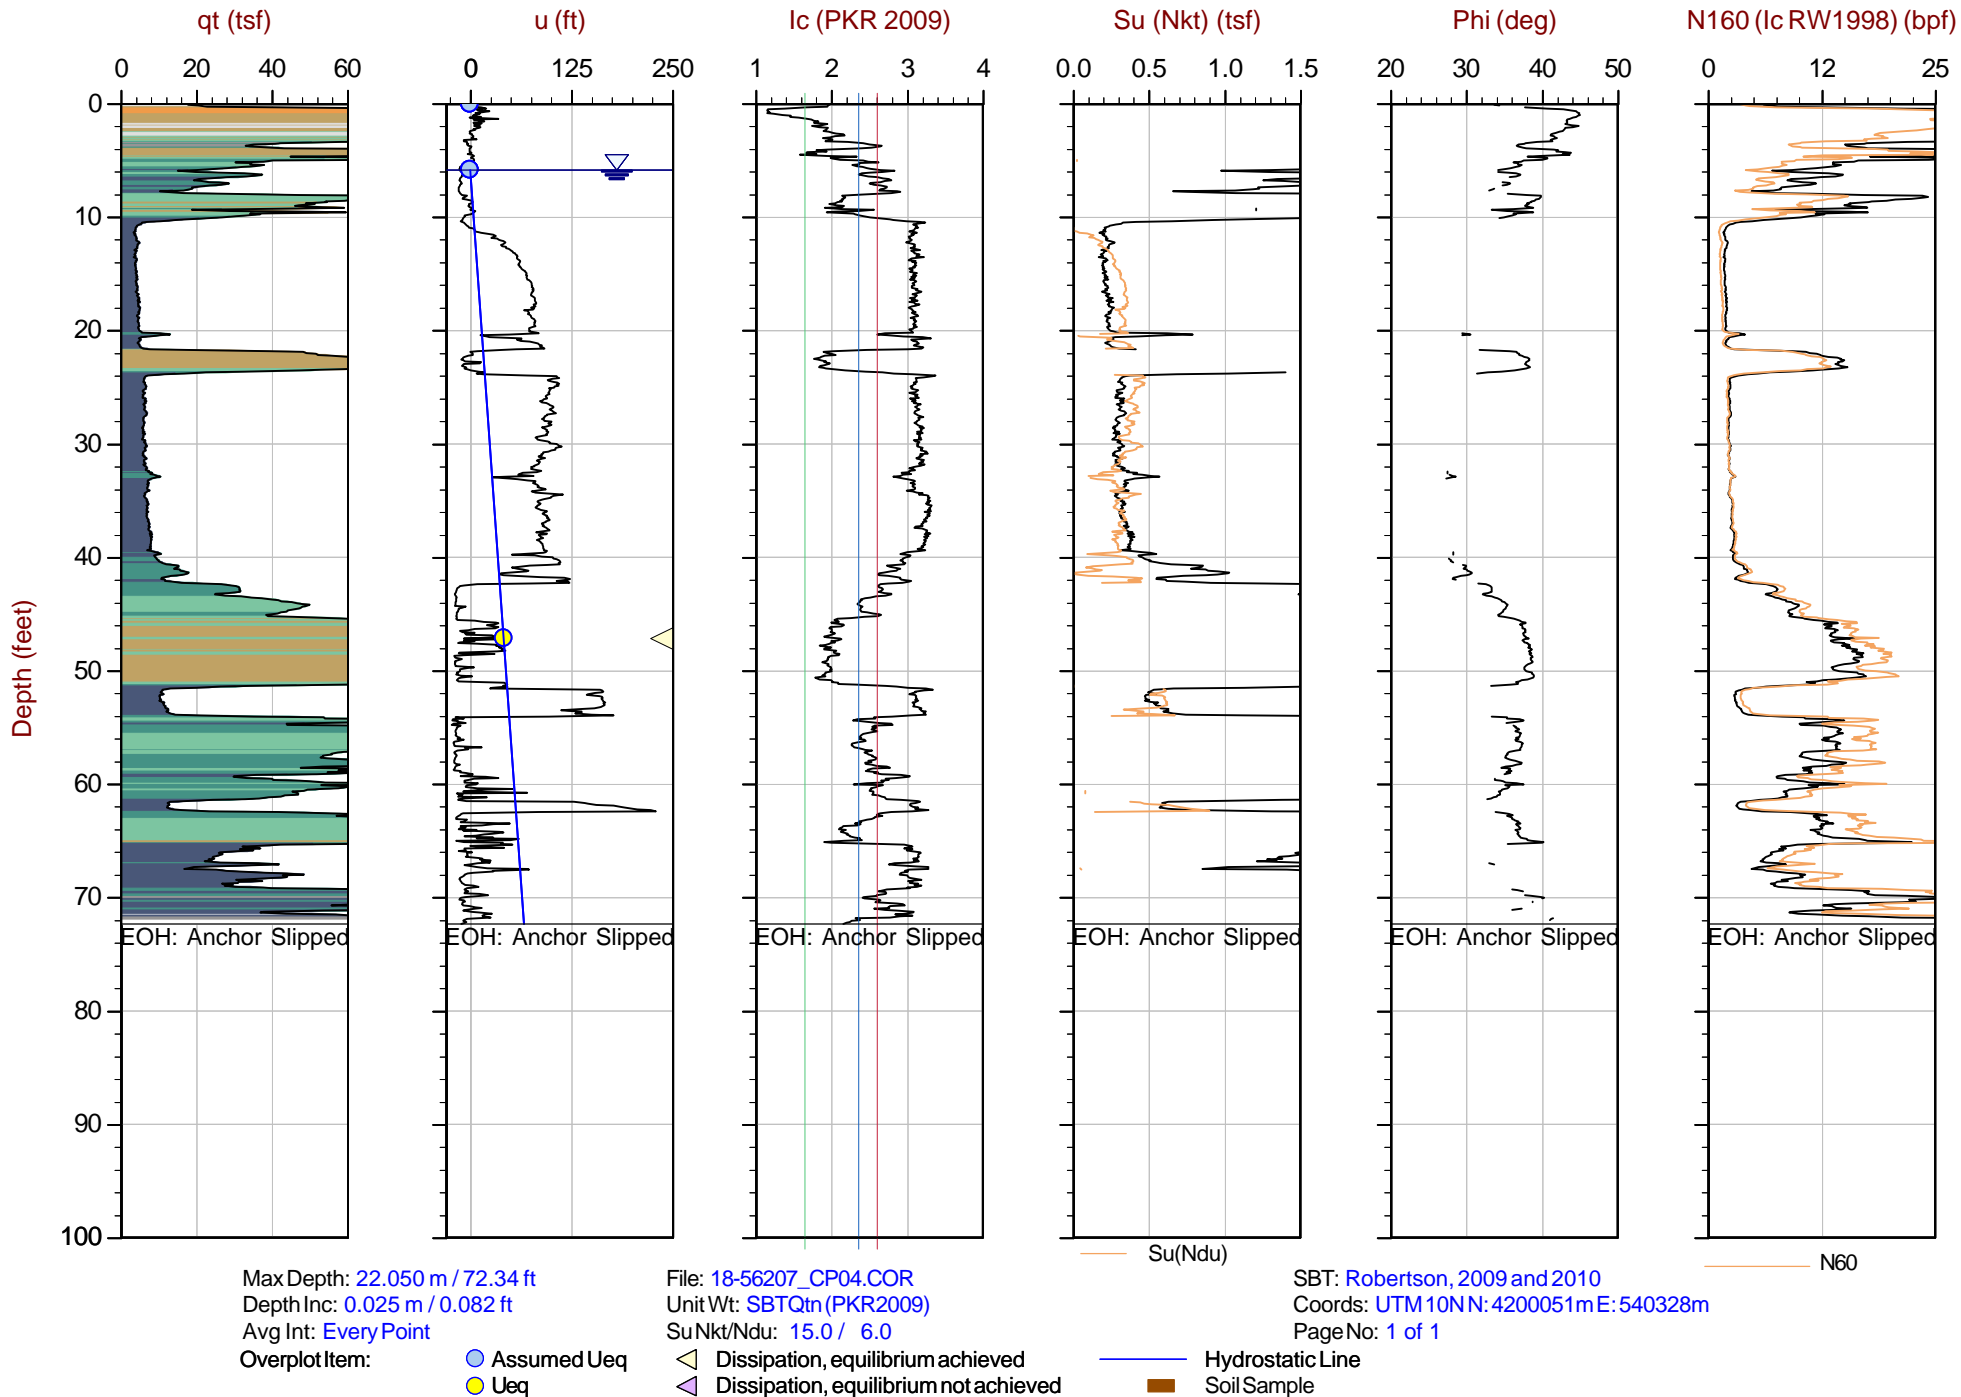 qt (tsf)
u (ft)
Ic (PKR 2009)
Su (Nkt) (tsf)
Phi (deg)
N160 (Ic RW1998) (bpf)
0 20 40 60
0 125 250
1 2 3 4
0.0 0.5 1.0 1.5
20 30 40 50
0 12 25
0
10
20
30
40
50
60
70
80
90
100
Depth (feet)
EOH: Anchor Slipped
EOH: Anchor Slipped
EOH: Anchor Slipped
EOH: Anchor Slipped
EOH: Anchor Slipped
EOH: Anchor Slipped
Su(Ndu)
N60
Max Depth: 22.050 m / 72.34 ft
Depth Inc: 0.025 m / 0.082 ft
Avg Int: Every Point
File: 18-56207_CP04.COR
Unit Wt: SBTQtn (PKR2009)
Su Nkt/Ndu: 15.0 / 6.0
SBT: Robertson, 2009 and 2010
Coords: UTM 10N N: 4200051m E: 540328m
Page No: 1 of 1
Overplot Item:
Assumed Ueq
Ueq
Dissipation, equilibrium achieved
Dissipation, equilibrium not achieved
Hydrostatic Line
Soil Sample